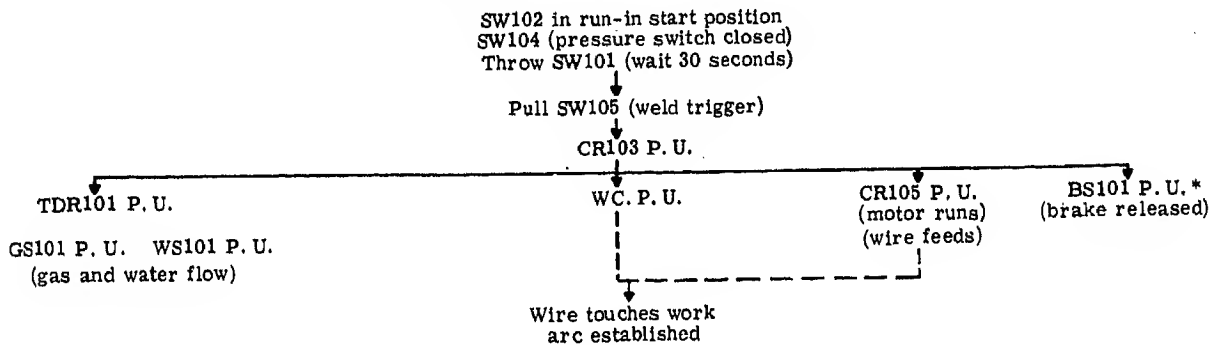 SW102 in run-in start position
SW104 (pressure switch closed)
Throw SW101 (wait 30 seconds)
Pull SW105 (weld trigger)
CR103 P. U.
TDR101 P. U.
GS101 P. U. WS101 P. U.
(gas and water flow)
WC. P. U.
CR105 P. U.
(motor runs)
(wire feeds)
BS101 P. U. *
(brake released)
Wire touches work
arc established